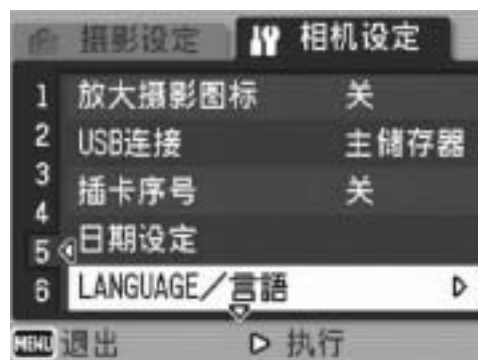 摄影设定 相机设定
1 放大摄影图标 关
2 USB连接 主储存器
3 插卡序号 关
4
5 日期设定
6 LANGUAGE/言語
MENU 退出 执行